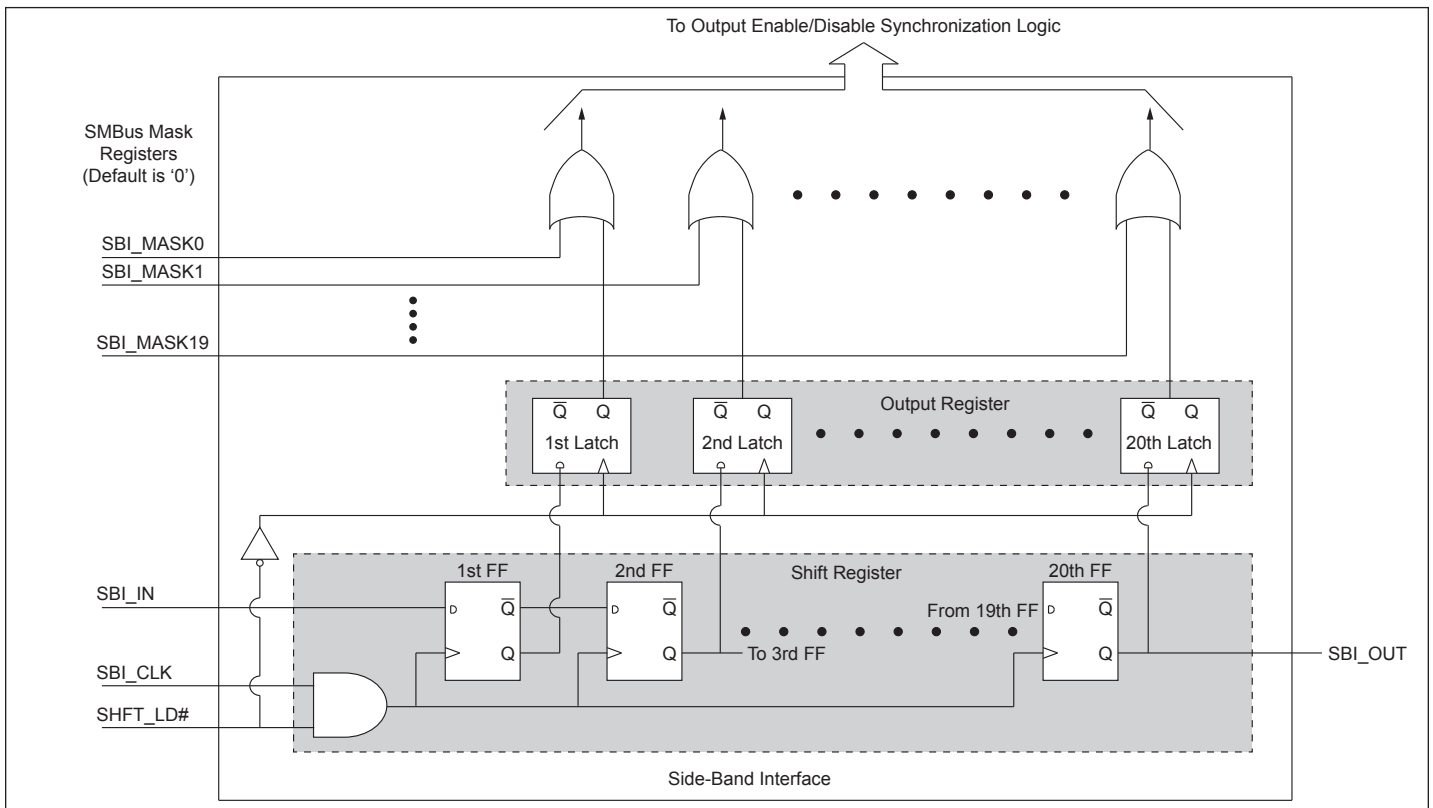 To Output Enable/Disable Synchronization Logic
SMBus Mask
Registers
(Default is ‘0’)
SBI_MASK0
SBI_MASK1
SBI_MASK19
Q̅ Q
1st Latch
Q̅ Q
2nd Latch
Output Register
Q̅ Q
20th Latch
1st FF
2nd FF
Shift Register
20th FF
SBI_IN
D Q̅
D Q̅
From 19th FF
D Q̅
SBI_CLK
Q
Q
To 3rd FF
Q
SBI_OUT
SHFT_LD#
Side-Band Interface